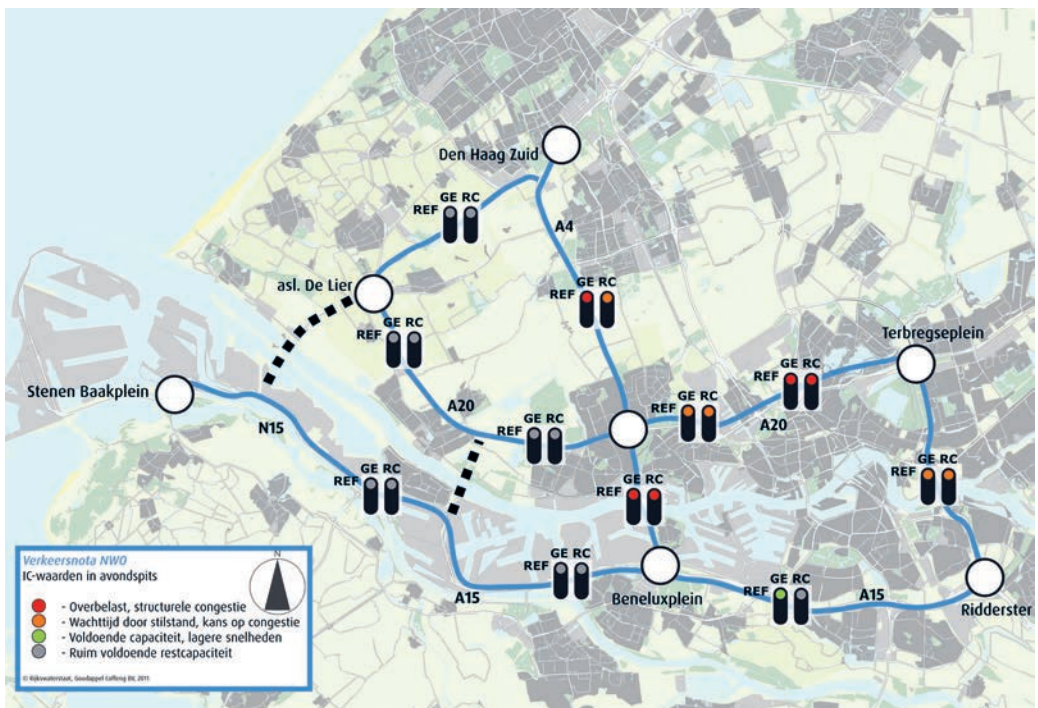 Den Haag Zuid
GE RC
REF
A4
asl. De Lier
GE RC
REF
GE RC
REF
Terbregseplein
Stenen Baakplein
GE RC
REF
A20
N15
A20
GE RC
REF
GE RC
REF
GE RC
REF
GE RC
REF
GE RC
REF
GE RC
REF
GE RC
REF
A15
Beneluxplein
A15
Ridderster
Verkeersnota NWO
IC-waarden in avondspits
N
- Overbelast, structurele congestie
- Wachttijd door stilstand, kans op congestie
- Voldoende capaciteit, lagere snelheden
- Ruim voldoende restcapaciteit
© Rijkswaterstaat, Goudappel Coffeng BV, 2011